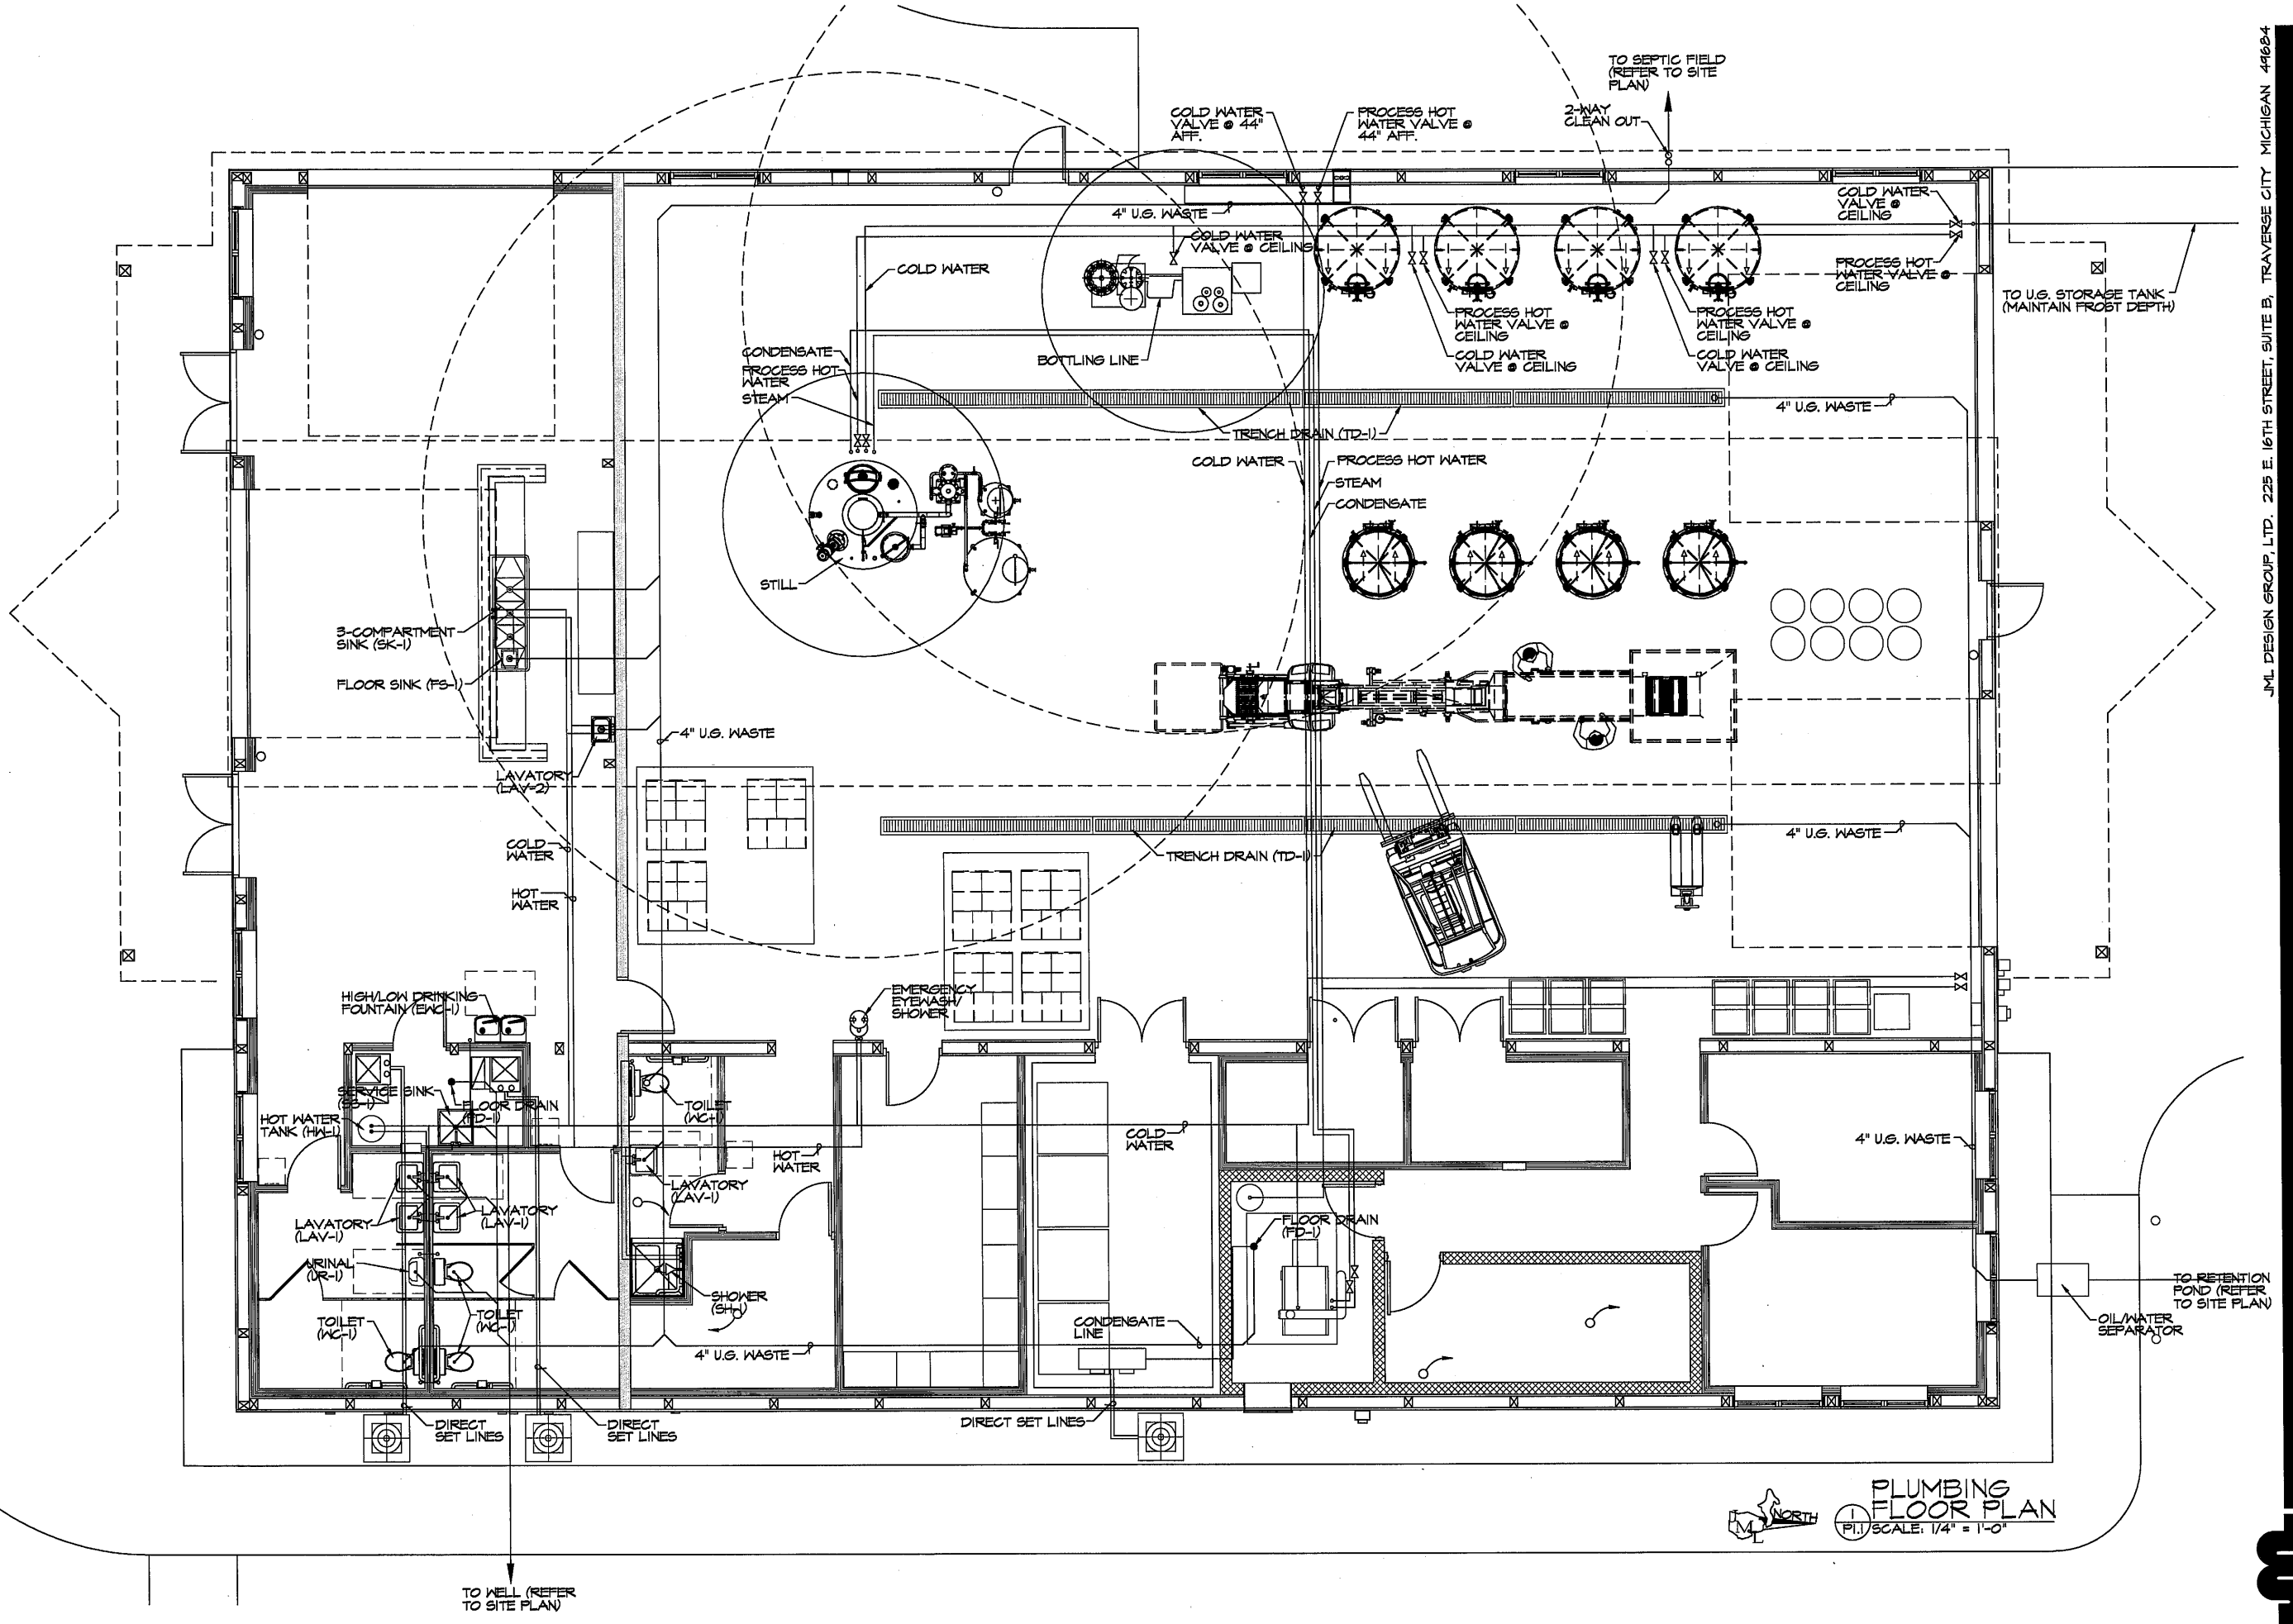 TO SEPTIC FIELD
(REFER TO SITE
PLAN)
2-WAY
CLEAN OUT
COLD WATER
VALVE @ 44"
AFF.
PROCESS HOT
WATER VALVE @
44" AFF.
4" U.G. WASTE
COLD WATER
VALVE @ CEILING
COLD WATER
VALVE @
CEILING
PROCESS HOT
WATER VALVE @
CEILING
TO U.G. STORAGE TANK
(MAINTAIN FROST DEPTH)
COLD WATER
PROCESS HOT
WATER VALVE @
CEILING
COLD WATER
VALVE @ CEILING
PROCESS HOT
WATER VALVE @
CEILING
COLD WATER
VALVE @ CEILING
BOTTLING LINE
CONDENSATE
PROCESS HOT
WATER
STEAM
4" U.G. WASTE
TRENCH DRAIN (TD-1)
COLD WATER
PROCESS HOT WATER
STEAM
CONDENSATE
STILL
3-COMPARTMENT
SINK (SK-1)
FLOOR SINK (FS-1)
4" U.G. WASTE
LAVATORY
(LAV-2)
COLD
WATER
HOT
WATER
TRENCH DRAIN (TD-1)
4" U.G. WASTE
HIGH/LOW DRINKING
FOUNTAIN (EWC-1)
EMERGENCY
EYEWASH/
SHOWER
SERVICE SINK
(SS-1)
FLOOR DRAIN
(FD-1)
HOT WATER
TANK (HW-1)
TOILET
(WC-1)
HOT
WATER
COLD
WATER
4" U.G. WASTE
LAVATORY
(LAV-1)
LAVATORY
(LAV-1)
LAVATORY
(LAV-1)
FLOOR DRAIN
(FD-1)
URINAL
(UR-1)
SHOWER
(SH-1)
TOILET
(WC-1)
TOILET
(WC-1)
4" U.G. WASTE
CONDENSATE
LINE
TO RETENTION
POND (REFER
TO SITE PLAN)
OIL/WATER
SEPARATOR
DIRECT
SET LINES
DIRECT
SET LINES
DIRECT SET LINES
TO WELL (REFER
TO SITE PLAN)
JML
NORTH
1
P1.1
PLUMBING
FLOOR PLAN
SCALE: 1/4" = 1'-0"
JML DESIGN GROUP, LTD. 225 E. 16TH STREET, SUITE B, TRAVERSE CITY MICHIGAN 49684